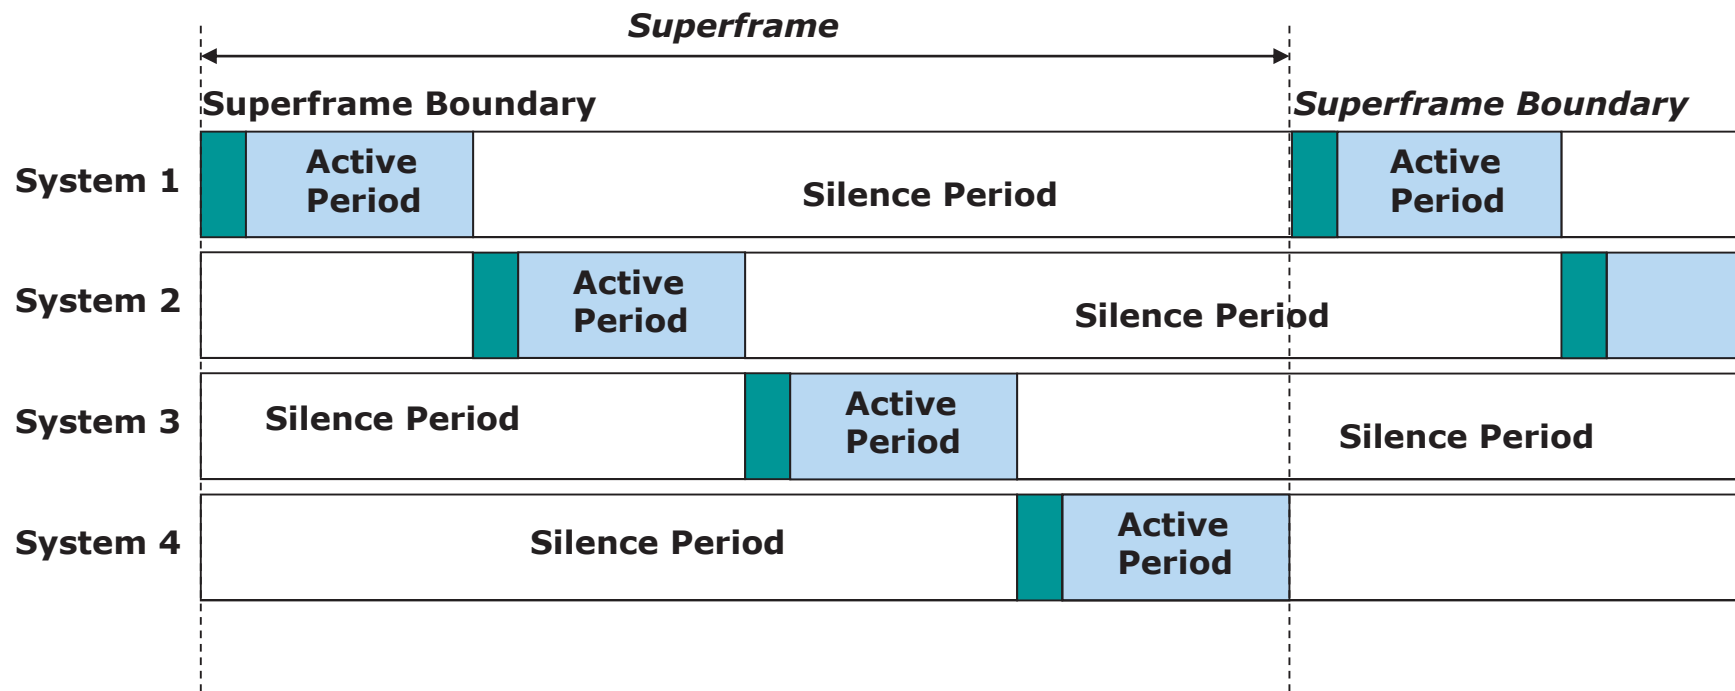 Superframe
Superframe Boundary
Superframe Boundary
System 1
Active
Period
Silence Period
Active
Period
System 2
Active
Period
Silence Period
System 3
Silence Period
Active
Period
Silence Period
System 4
Silence Period
Active
Period